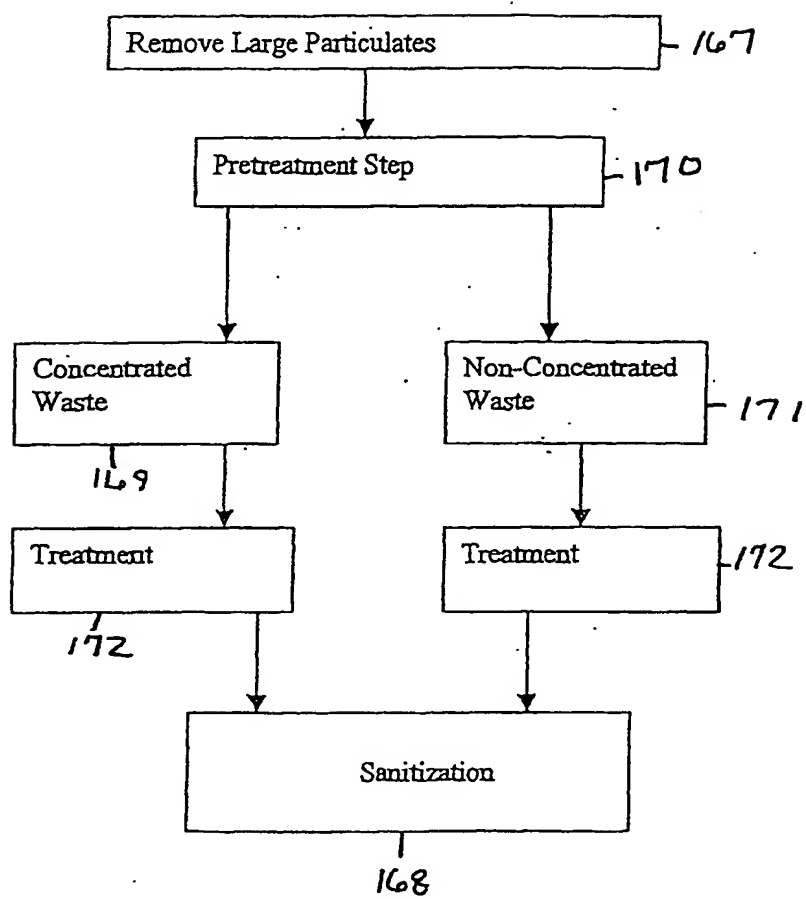 Remove Large Particulates 167
Pretreatment Step 170
Concentrated
Waste
169
Non-Concentrated
Waste
171
Treatment
172
Treatment 172
Sanitization
168